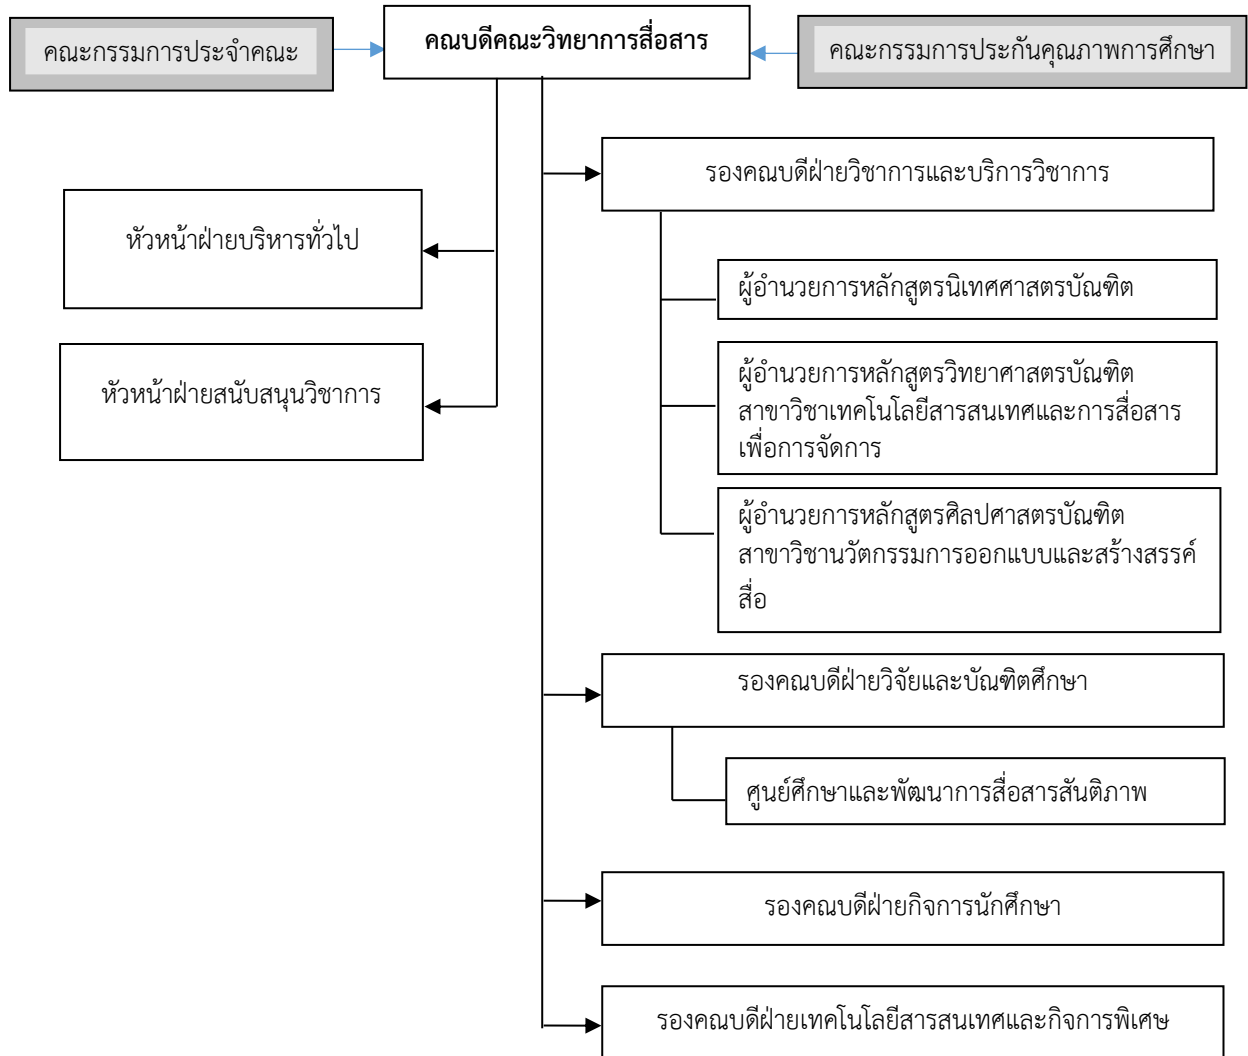 คณะกรรมการประจำคณะ
คณบดีคณะวิทยาการสื่อสาร
คณะกรรมการประกันคุณภาพการศึกษา
รองคณบดีฝ่ายวิชาการและบริการวิชาการ
หัวหน้าฝ่ายบริหารทั่วไป
ผู้อำนวยการหลักสูตรนิเทศศาสตรบัณฑิต
หัวหน้าฝ่ายสนับสนุนวิชาการ
ผู้อำนวยการหลักสูตรวิทยาศาสตรบัณฑิต
สาขาวิชาเทคโนโลยีสารสนเทศและการสื่อสาร
เพื่อการจัดการ
ผู้อำนวยการหลักสูตรศิลปศาสตรบัณฑิต
สาขาวิชานวัตกรรมการออกแบบและสร้างสรรค์
สื่อ
รองคณบดีฝ่ายวิจัยและบัณฑิตศึกษา
ศูนย์ศึกษาและพัฒนาการสื่อสารสันติภาพ
รองคณบดีฝ่ายกิจการนักศึกษา
รองคณบดีฝ่ายเทคโนโลยีสารสนเทศและกิจการพิเศษ